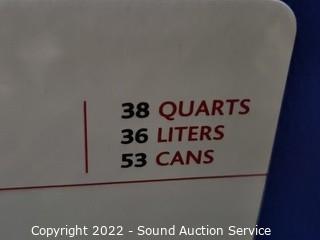 38 QUARTS
36 LITERS
53 CANS
Copyright 2022 - Sound Auction Service